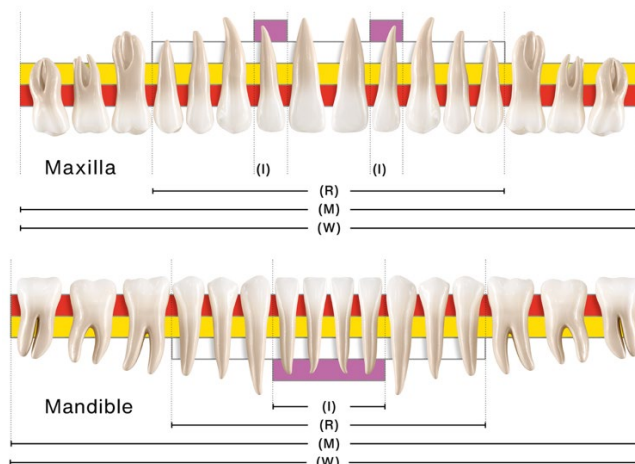 Maxilla
(I) (I)
(R)
(M)
(W)
Mandible
(I)
(R)
(M)
(W)